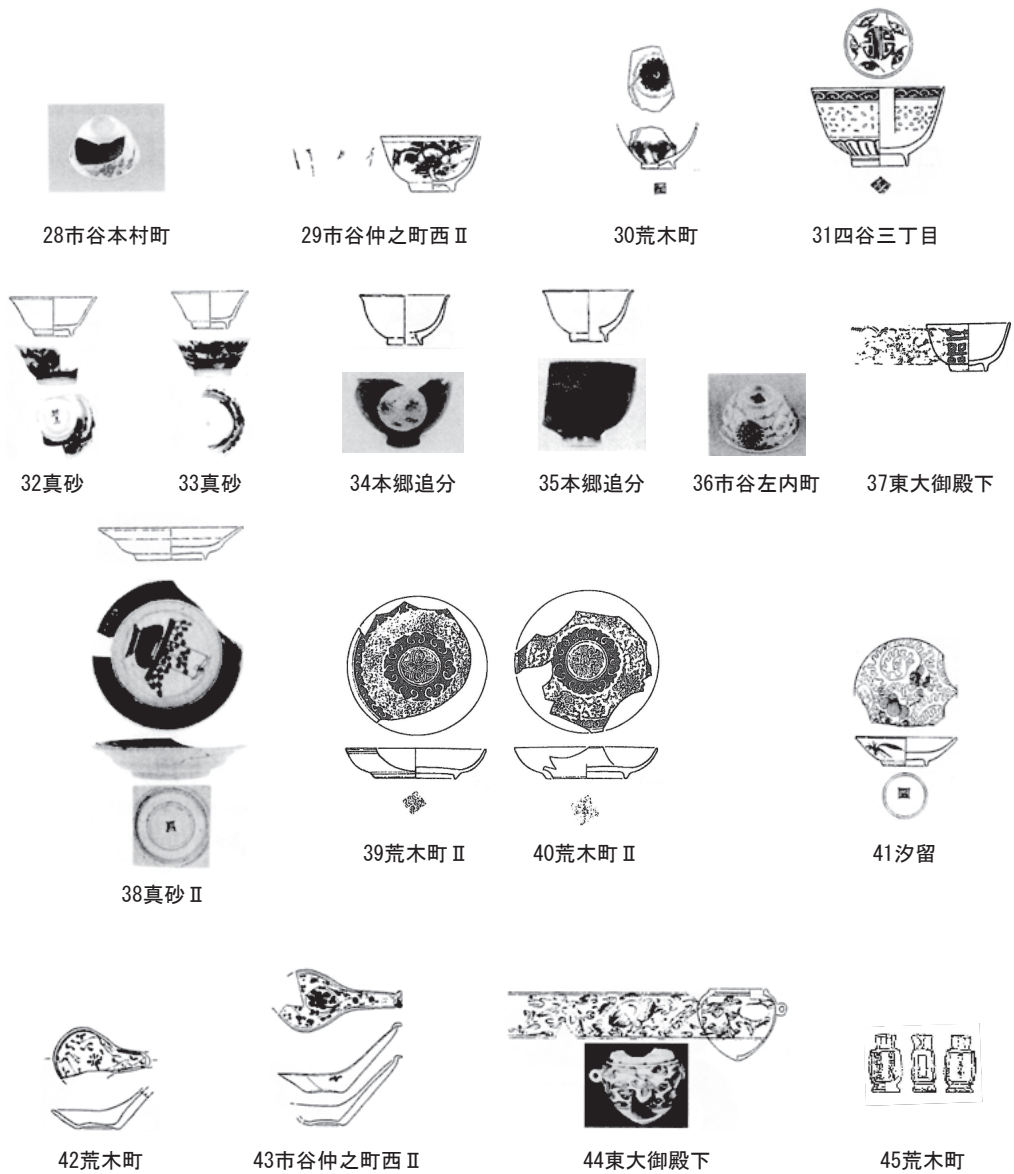 28市谷本村町
29市谷仲之町西Ⅱ
30荒木町
31四谷三丁目
32真砂
33真砂
34本郷追分
35本郷追分
36市谷左内町
37東大御殿下
38真砂Ⅱ
39荒木町Ⅱ
40荒木町Ⅱ
41汐留
42荒木町
43市谷仲之町西Ⅱ
44東大御殿下
45荒木町